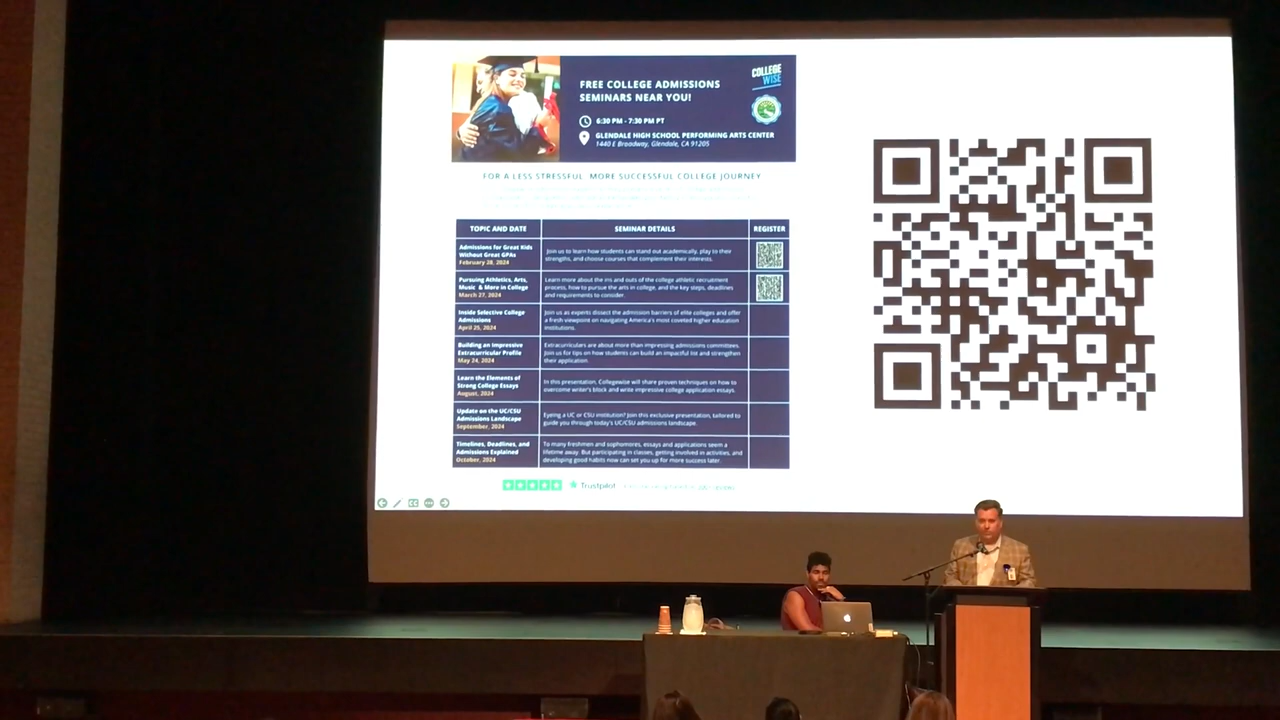 FREE COLLEGE ADMISSIONS
SEMINARS NEAR YOU!
COLLEGE
WISE
6:30 PM - 7:30 PM PT
GLENDALE HIGH SCHOOL PERFORMING ARTS CENTER
1440 E Broadway, Glendale, CA 91205
FOR A LESS STRESSFUL, MORE SUCCESSFUL COLLEGE JOURNEY
TOPIC AND DATE
SEMINAR DETAILS
REGISTER
Admissions for Great Kids
Without Great GPAs
February 28, 2024
Join us to learn how students can stand out academically, play to their
strengths, and choose courses that complement their interests.
Pursuing Athletics, Arts,
Music & More in College
March 27, 2024
Learn more about the ins and outs of the college athletic recruitment
process, how to pursue the arts in college, and the key steps, deadlines
and requirements to consider.
Inside Selective College
Admissions
April 25, 2024
Join us as experts dissect the admission barriers of elite colleges and offer
a fresh viewpoint on navigating America's most coveted higher education
institutions.
Building an Impressive
Extracurricular Profile
May 24, 2024
Extracurriculars are about more than impressing admissions committees.
Join us for tips on how students can build an impactful list and strengthen
their application.
Learn the Elements of
Strong College Essays
August, 2024
In this presentation, Collegewise will share proven techniques on how to
overcome writer's block and write impressive college application essays.
Update on the UC/CSU
Admissions Landscape
September, 2024
Eyeing a UC or CSU institution? Join this exclusive presentation, tailored to
guide you through today's UC/CSU admissions landscape.
Timelines, Deadlines, and
Admissions Explained
October, 2024
To many freshmen and sophomores, essays and applications seem a
lifetime away. But participating in classes, getting involved in activities, and
developing good habits now can set you up for more success later.
Trustpilot